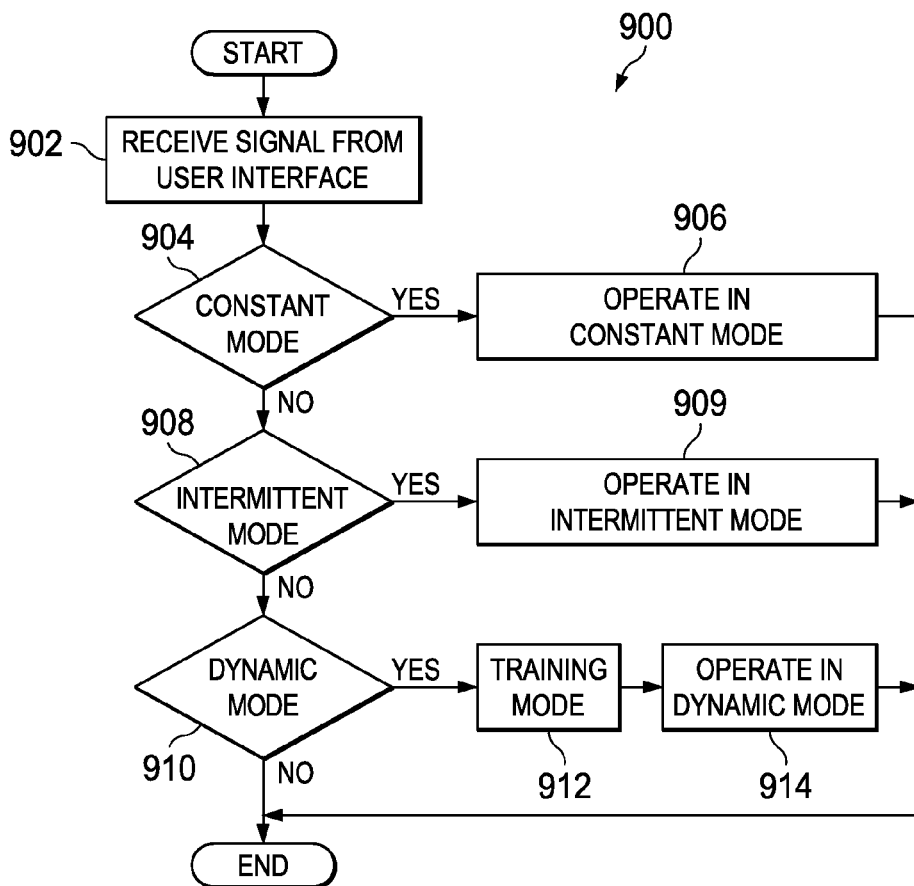 900
START
902
RECEIVE SIGNAL FROM
USER INTERFACE
904
CONSTANT
MODE
YES
906
OPERATE IN
CONSTANT MODE
NO
908
INTERMITTENT
MODE
YES
909
OPERATE IN
INTERMITTENT MODE
NO
DYNAMIC
MODE
910
YES
TRAINING
MODE
912
OPERATE IN
DYNAMIC MODE
914
NO
END